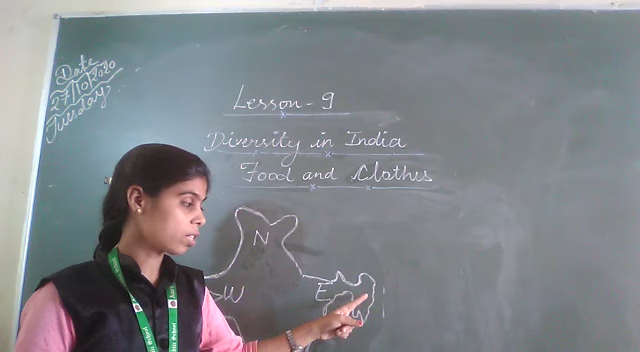 Date
27/10/2020
Tuesday
Lesson - 9
Diversity in India
Food and Clothes
N
W
E